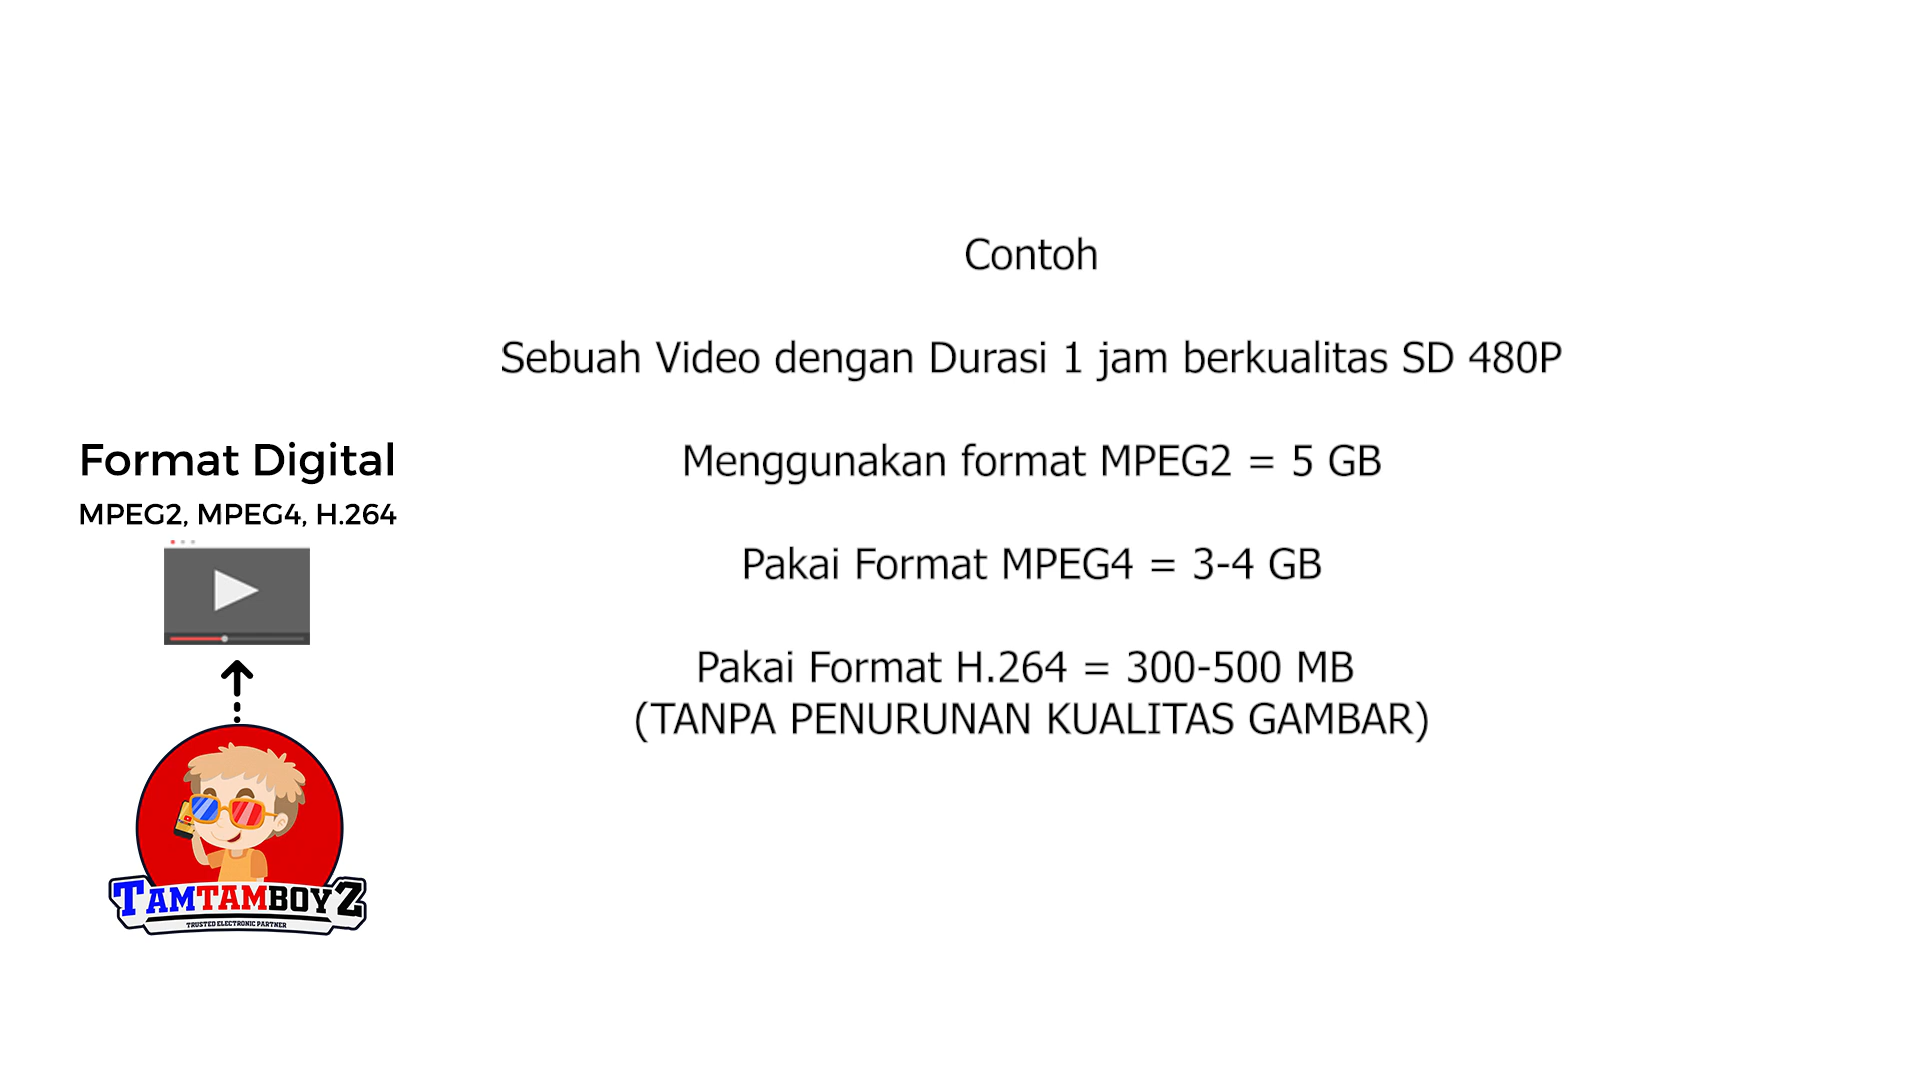 Contoh
Sebuah Video dengan Durasi 1 jam berkualitas SD 480P
Menggunakan format MPEG2 = 5 GB
Pakai Format MPEG4 = 3-4 GB
Pakai Format H.264 = 300-500 MB
(TANPA PENURUNAN KUALITAS GAMBAR)
Format Digital
MPEG2, MPEG4, H.264
TAMTAMBOYZ
TRUSTED ELECTRONIC PARTNER